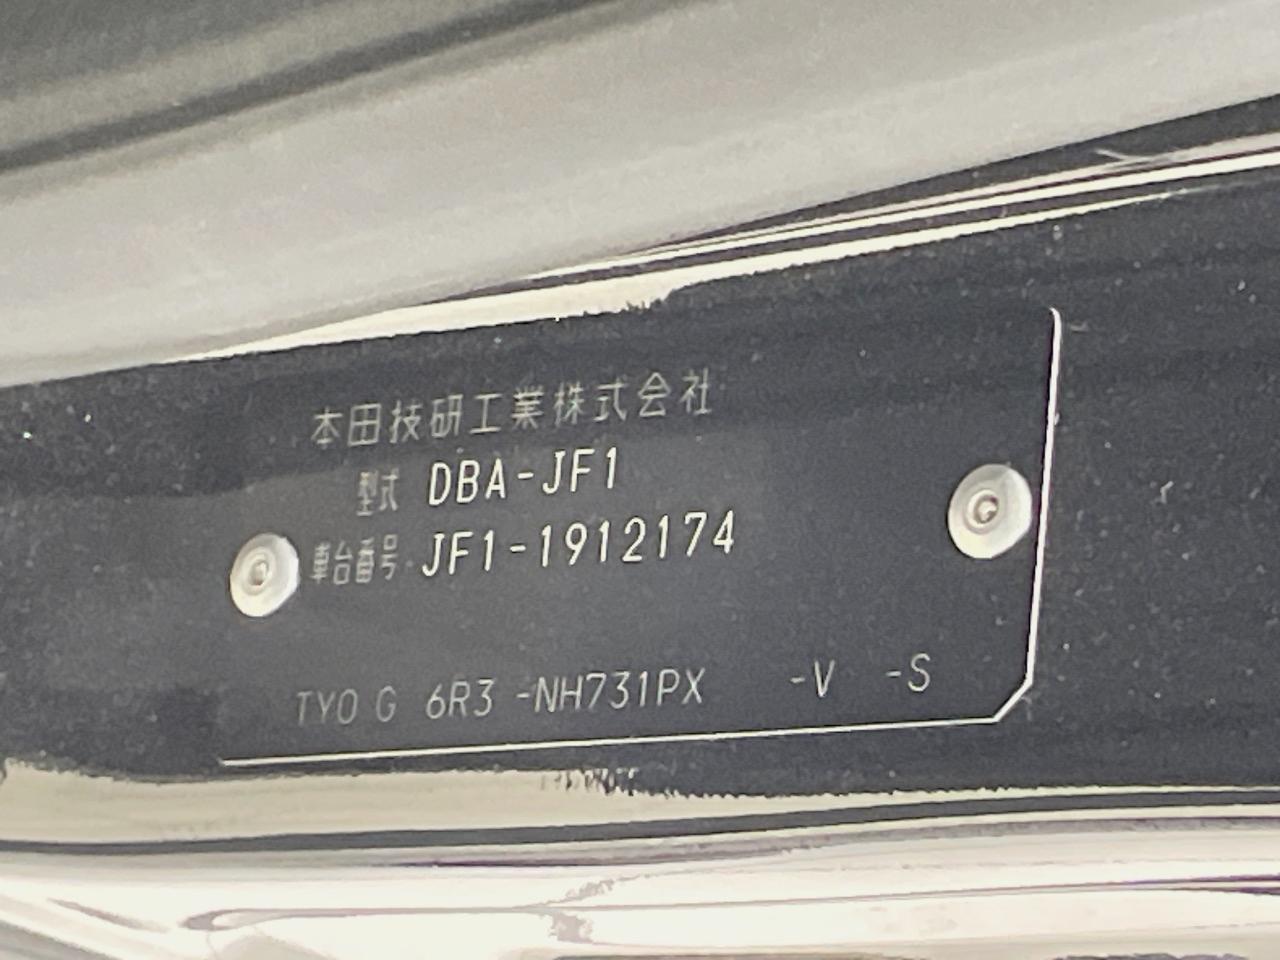 本田技研工業株式会社
型式 DBA-JF1
車台番号 JF1-1912174
TYO G 6R3 -NH731PX -V -S